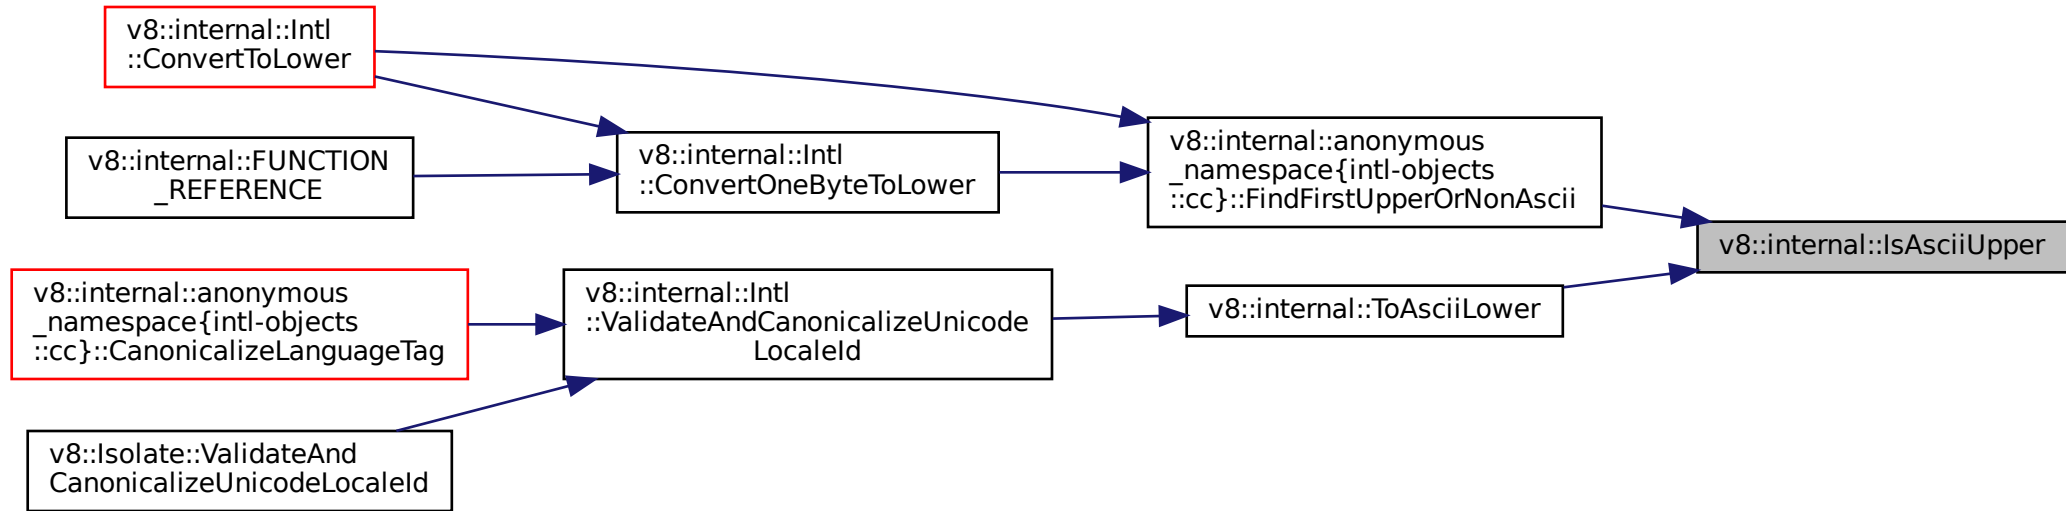 v8::internal::Intl
::ConvertToLower
v8::internal::FUNCTION
_REFERENCE
v8::internal::Intl
::ConvertOneByteToLower
v8::internal::anonymous
_namespace{intl-objects
::cc}::FindFirstUpperOrNonAscii
v8::internal::IsAsciiUpper
v8::internal::anonymous
_namespace{intl-objects
::cc}::CanonicalizeLanguageTag
v8::internal::Intl
::ValidateAndCanonicalizeUnicode
LocaleId
v8::internal::ToAsciiLower
v8::Isolate::ValidateAnd
CanonicalizeUnicodeLocaleId